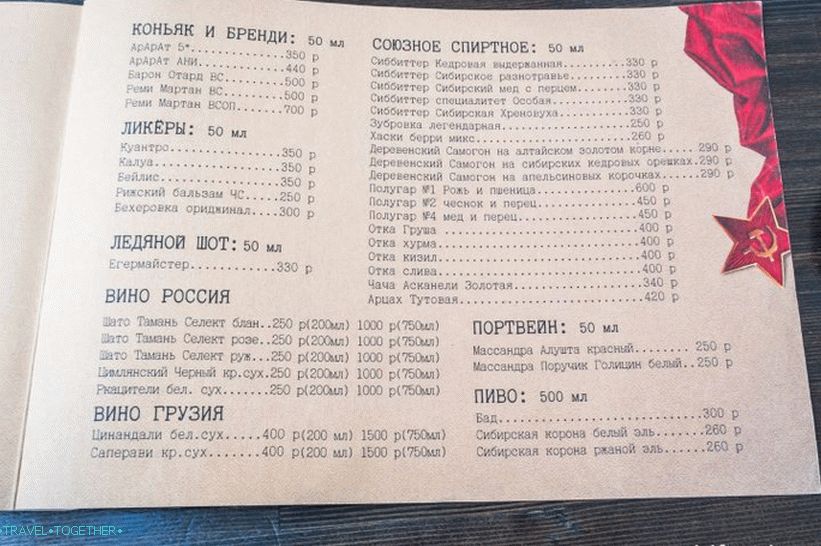 КОНЬЯК И БРЕНДИ: 50 мл
АрАрАТ 5*...............350 р
АрАрАТ АНИ..............440 р
Барон Отард ВС..........500 р
Реми Мартан ВС..........500 р
Реми Мартан ВСОП........700 р
ЛИКЁРЫ: 50 мл
Куантро.................350 р
Калуа...................350 р
Бейлис..................350 р
Рижский бальзам ЧС......250 р
Бехеровка ориджинал.....300 р
ЛЕДЯНОЙ ШОТ: 50 мл
Егермайстер.............330 р
ВИНО РОССИЯ
Шато Тамань Селект блан..250 р(200мл) 1000 р(750мл)
Шато Тамань Селект розе..250 р(200мл) 1000 р(750мл)
Шато Тамань Селект руж...250 р(200мл) 1000 р(750мл)
Цимлянский Черный кр.сух.250 р(200мл) 1000 р(750мл)
Ркацители бел. сух.......250 р(200мл) 1000 р(750мл)
ВИНО ГРУЗИЯ
Цинандали бел.сух.....400 р(200 мл) 1500 р(750мл)
Саперави кр.сух.......400 р(200 мл) 1500 р(750мл)
СОЮЗНОЕ СПИРТНОЕ: 50 мл
Сиббиттер Кедровая выдержанная.........330 р
Сиббиттер Сибирское разнотравье........330 р
Сиббиттер Сибирский мед с перцем.......330 р
Сиббиттер специалитет Особая...........330 р
Сиббиттер Сибирская Хреновуха..........330 р
Зубровка легендарная...................250 р
Хаски берри микс.......................260 р
Деревенский Самогон на алтайском золотом корне..... 290 р
Деревенский Самогон на сибирских кедровых орешках.290 р
Деревенский Самогон на апельсиновых корочках......290 р
Полугар №1 Рожь и пшеница..............600 р
Полугар №2 чеснок и перец..............450 р
Полугар №4 мед и перец.................450 р
Отка Груша ............................400 р
Отка хурма.............................400 р
Отка кизил.............................400 р
Отка слива.............................400 р
Чача Асканели Золотая..................340 р
Арцах Тутовая..........................420 р
ПОРТВЕЙН: 50 мл
Массандра Алушта красный........ 250 р
Массандра Поручик Голицин белый..250 р
ПИВО: 500 мл
Бад..............................300 р
Сибирская корона белый эль.......260 р
Сибирская корона ржаной эль......260 р
•TRAVEL•TOGETHER•